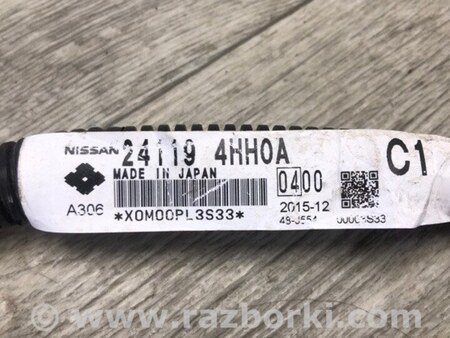 NISSAN 24119 4HH0A C1
MADE IN JAPAN 0400
A306 *X0M00PL3S33* 2015-12
www.razborki.com